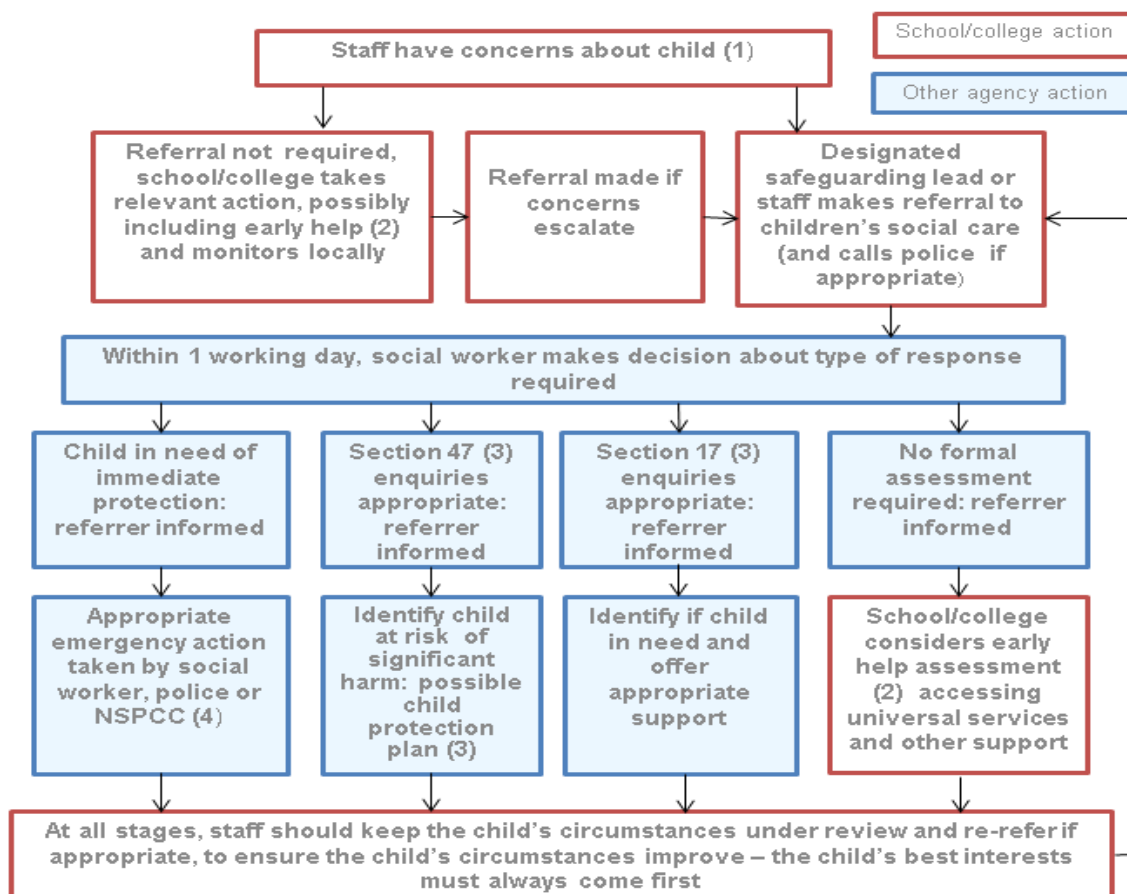 School/college action
Other agency action
Staff have concerns about child (1)
Referral not required,
school/college takes
relevant action, possibly
including early help (2)
and monitors locally
Referral made if
concerns
escalate
Designated
safeguarding lead or
staff makes referral to
children’s social care
(and calls police if
appropriate)
Within 1 working day, social worker makes decision about type of response
required
Child in need of
immediate
protection:
referrer informed
Section 47 (3)
enquiries
appropriate:
referrer
informed
Section 17 (3)
enquiries
appropriate:
referrer
informed
No formal
assessment
required: referrer
informed
Appropriate
emergency action
taken by social
worker, police or
NSPCC (4)
Identify child
at risk of
significant
harm: possible
child
protection
plan (3)
Identify if child
in need and
offer
appropriate
support
School/college
considers early
help assessment
(2) accessing
universal services
and other support
At all stages, staff should keep the child’s circumstances under review and re-refer if
appropriate, to ensure the child’s circumstances improve – the child’s best interests
must always come first